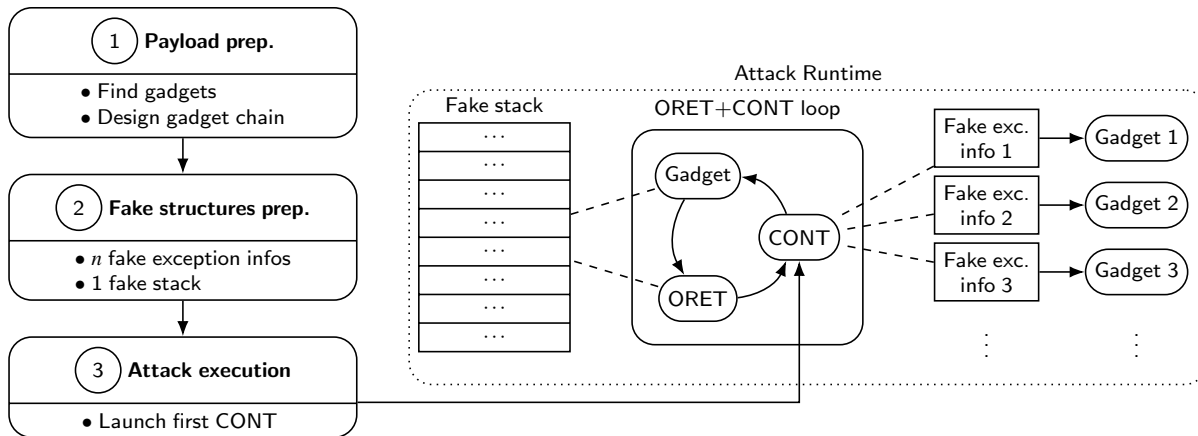 1 Payload prep.
• Find gadgets
• Design gadget chain
2 Fake structures prep.
• n fake exception infos
• 1 fake stack
3 Attack execution
• Launch first CONT
Attack Runtime
Fake stack
...
...
...
...
...
...
...
...
ORET+CONT loop
Gadget
CONT
ORET
Fake exc.
info 1
Gadget 1
Fake exc.
info 2
Gadget 2
Fake exc.
info 3
Gadget 3